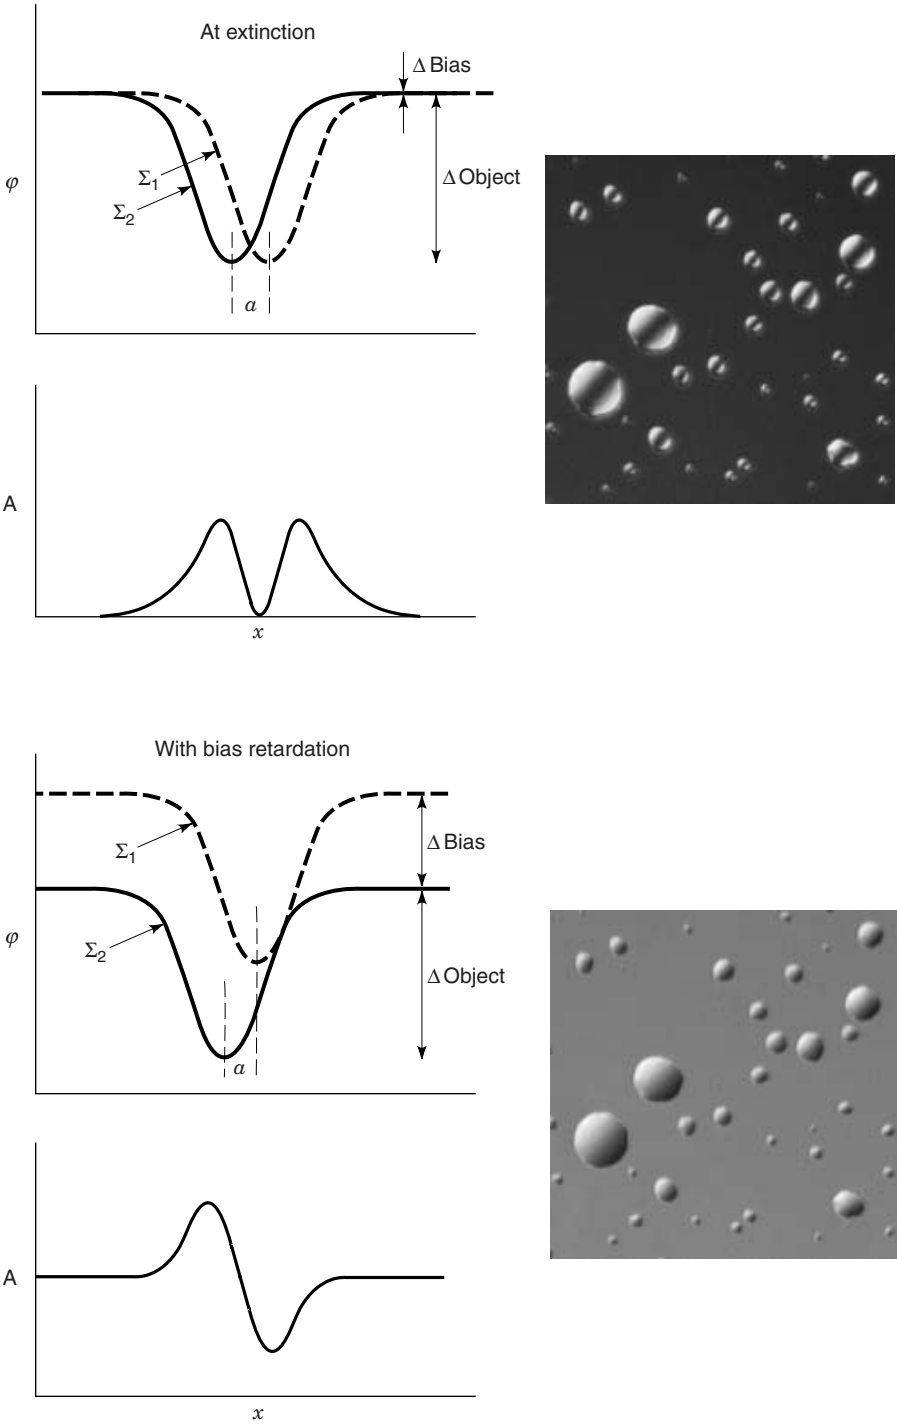 At extinction
Δ Bias
Σ1
φ
Δ Object
Σ2
a
A
x
With bias retardation
Δ Bias
Σ1
φ
Σ2
Δ Object
a
A
x